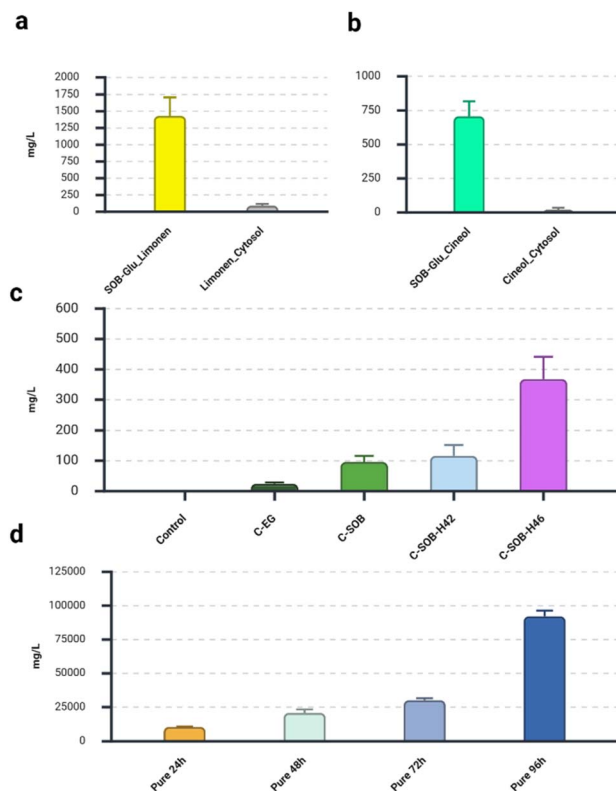 a
b
2000
1750
1500
1250
1000
750
500
250
0
mg/L
SOB-Glu_Limonen
Limonen_Cytosol
1000
750
500
250
0
SOB-Glu_Cineol
Cineol_Cytosol
c
600
500
400
300
200
100
0
mg/L
Control
C-EG
C-SOB
C-SOB-H42
C-SOB-H46
d
125000
100000
75000
50000
25000
0
mg/L
Pure 24h
Pure 48h
Pure 72h
Pure 96h